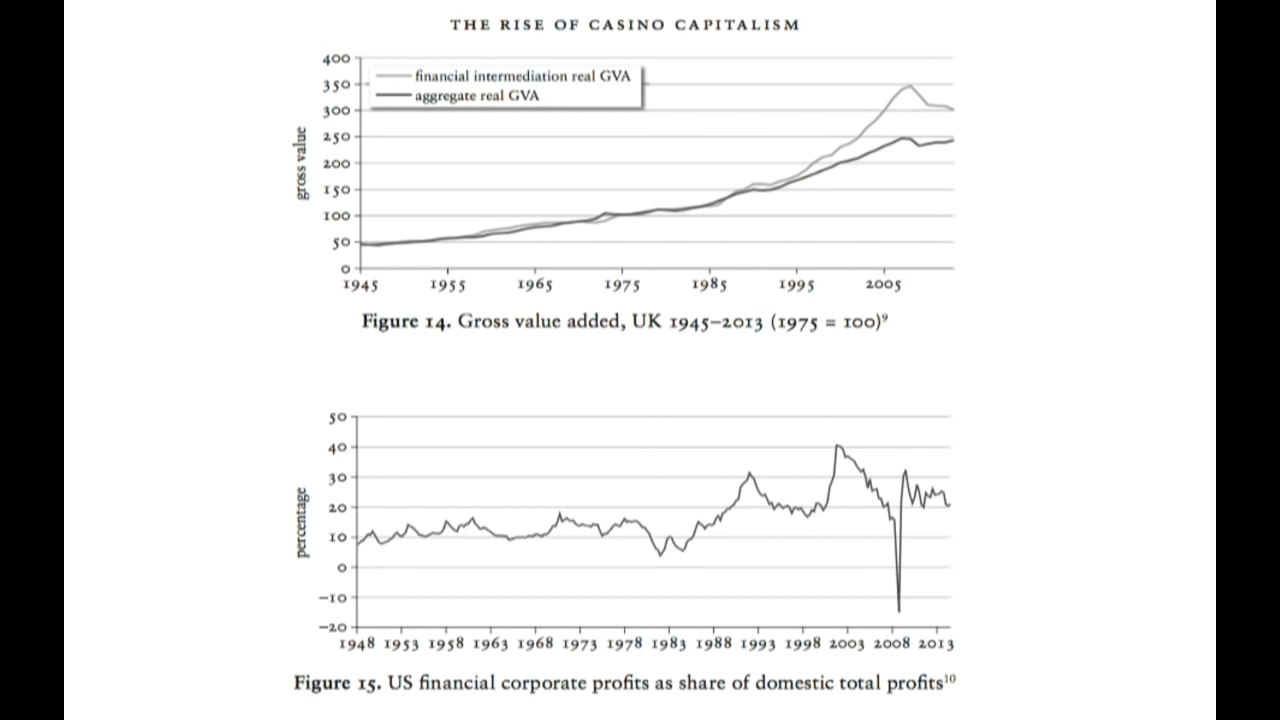 THE RISE OF CASINO CAPITALISM
400
350
300
250
200
150
100
50
0
gross value
financial intermediation real GVA
aggregate real GVA
1945 1955 1965 1975 1985 1995 2005
Figure 14. Gross value added, UK 1945–2013 (1975 = 100)⁹
50
40
30
20
10
0
−10
−20
percentage
1948 1953 1958 1963 1968 1973 1978 1983 1988 1993 1998 2003 2008 2013
Figure 15. US financial corporate profits as share of domestic total profits¹⁰